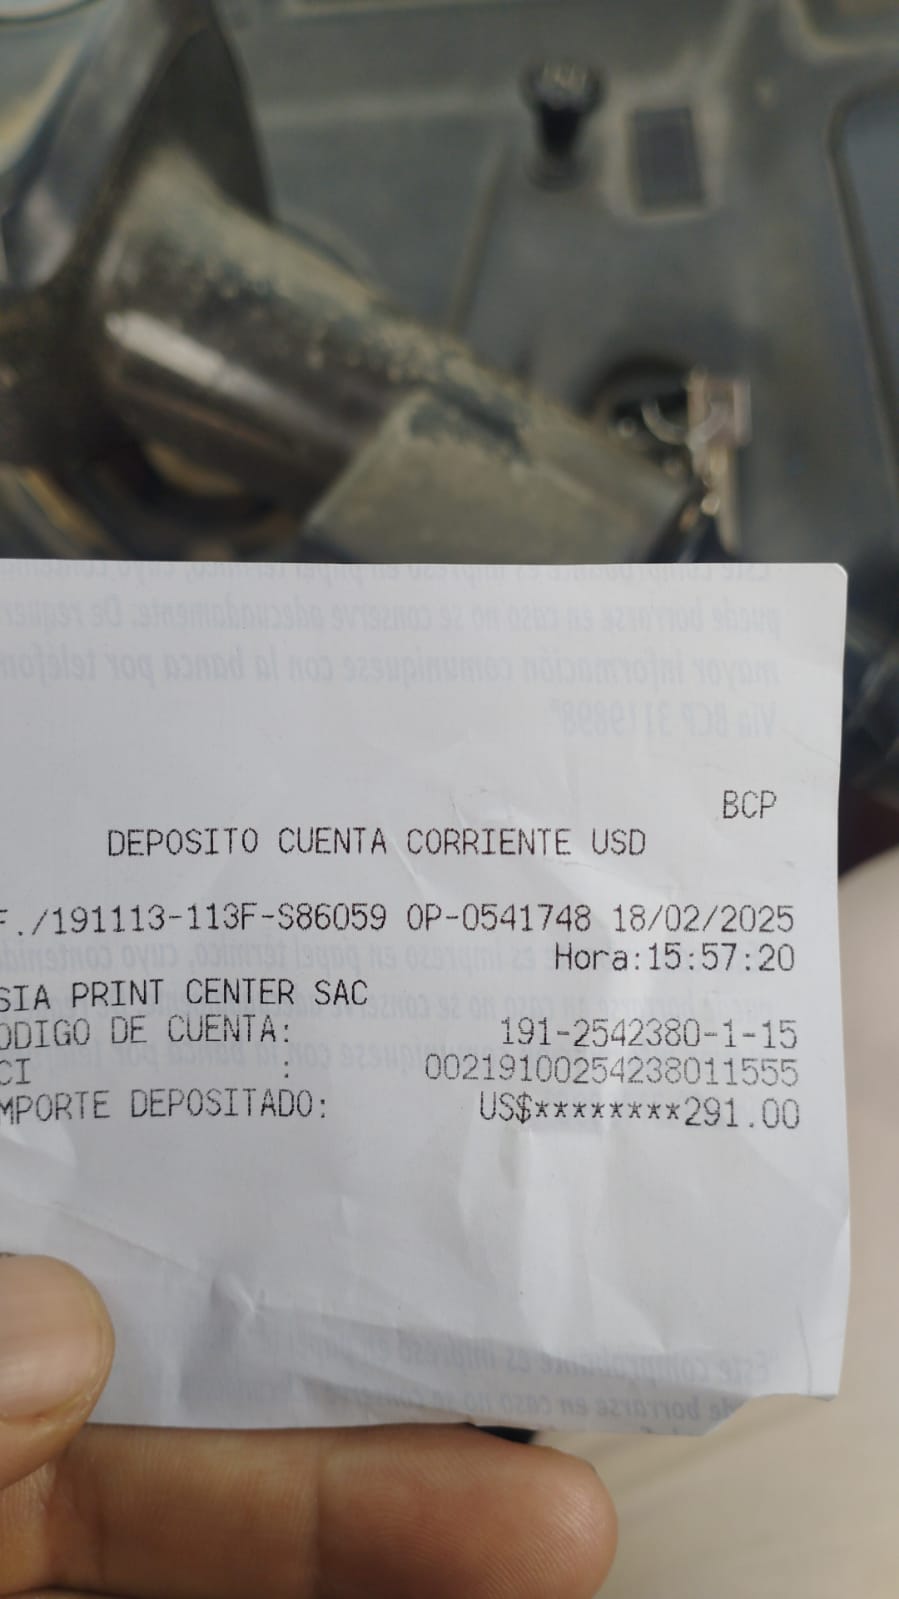 BCP
DEPOSITO CUENTA CORRIENTE USD
F./191113-113F-S86059 OP-0541748 18/02/2025
Hora:15:57:20
SIA PRINT CENTER SAC
ODIGO DE CUENTA: 191-2542380-1-15
CI : 00219100254238011555
MPORTE DEPOSITADO: US$********291.00